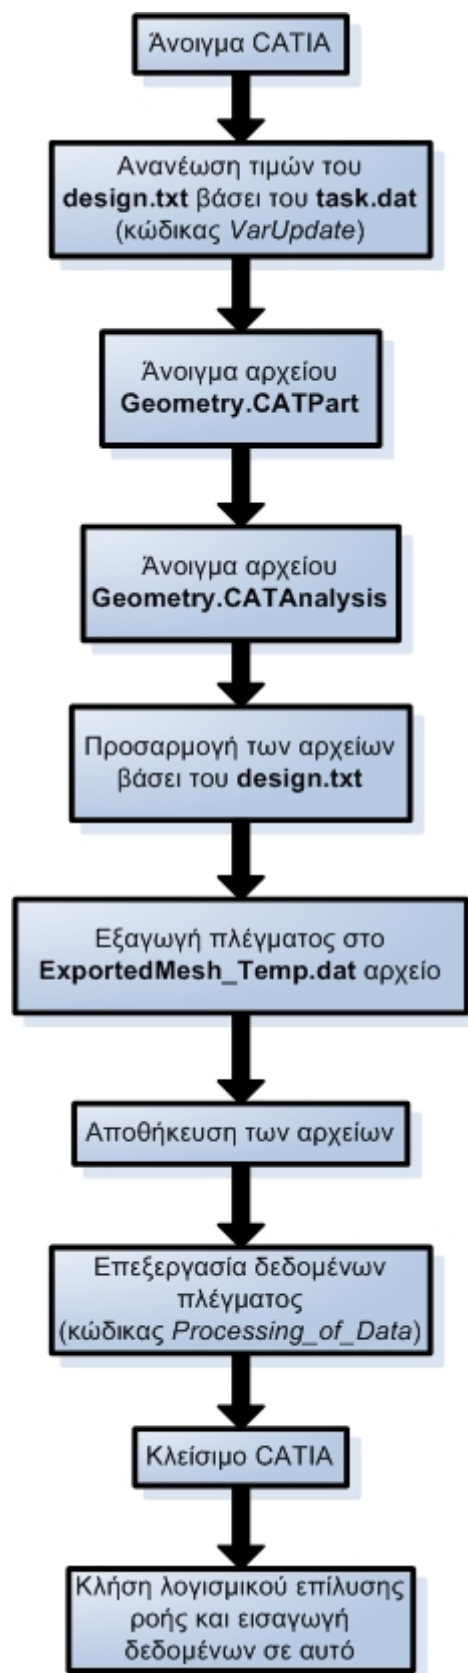 Άνοιγμα CATIA
Ανανέωση τιμών του
design.txt βάσει του task.dat
(κώδικας VarUpdate)
Άνοιγμα αρχείου
Geometry.CATPart
Άνοιγμα αρχείου
Geometry.CATAnalysis
Προσαρμογή των αρχείων
βάσει του design.txt
Εξαγωγή πλέγματος στο
ExportedMesh_Temp.dat αρχείο
Αποθήκευση των αρχείων
Επεξεργασία δεδομένων
πλέγματος
(κώδικας Processing_of_Data)
Κλείσιμο CATIA
Κλήση λογισμικού επίλυσης
ροής και εισαγωγή
δεδομένων σε αυτό